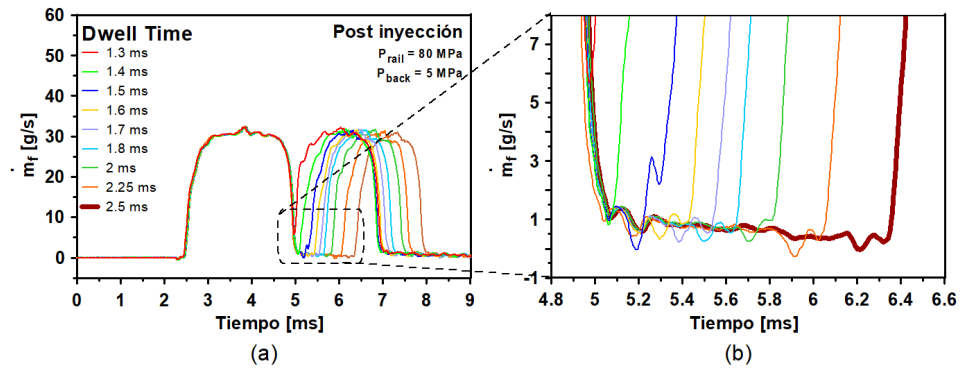 60
50
40
30
20
10
0
ṁf [g/s]
Dwell Time
1.3 ms
1.4 ms
1.5 ms
1.6 ms
1.7 ms
1.8 ms
2 ms
2.25 ms
2.5 ms
Post inyección
Prail = 80 MPa
Pback = 5 MPa
0 1 2 3 4 5 6 7 8 9
Tiempo [ms]
(a)
7
5
3
1
-1
ṁf [g/s]
4.8 5 5.2 5.4 5.6 5.8 6 6.2 6.4 6.6
Tiempo [ms]
(b)